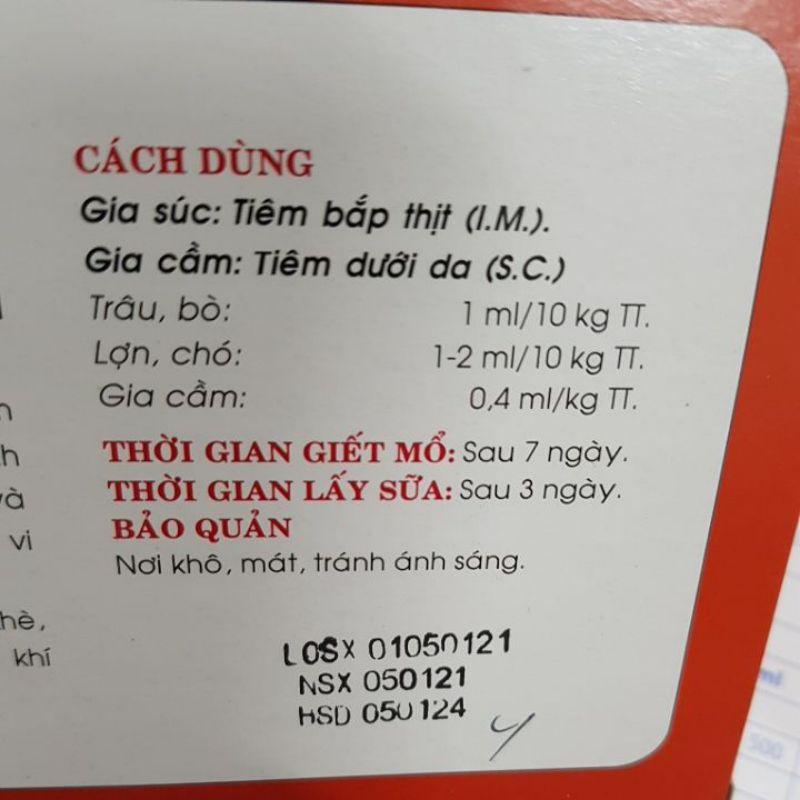 CÁCH DÙNG
Gia súc: Tiêm bắp thịt (I.M.).
Gia cầm: Tiêm dưới da (S.C.)
Trâu, bò: 1 ml/10 kg TT.
Lợn, chó: 1-2 ml/10 kg TT.
Gia cầm: 0,4 ml/kg TT.
THỜI GIAN GIẾT MỔ: Sau 7 ngày.
THỜI GIAN LẤY SỮA: Sau 3 ngày.
BẢO QUẢN
Nơi khô, mát, tránh ánh sáng.
vi
khí
LOSX 01050121
NSX 050121
HSD 050124
500